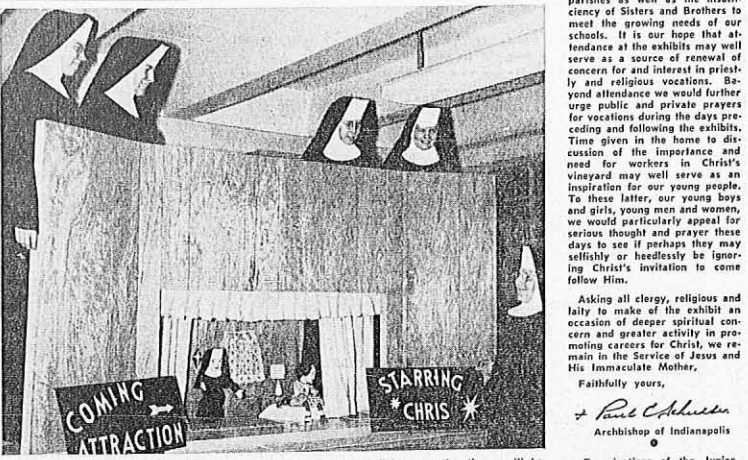 COMING
ATTRACTION
STARRING
CHRIS
parishes as well as the insuffi-
ciency of Sisters and Brothers to
meet the growing needs of our
schools. It is our hope that at-
tendance at the exhibits may well
serve as a source of renewal of
concern for and interest in priest-
ly and religious vocations. Ba-
yond attendance we would further
urge public and private prayers
for vocations during the days pre-
ceding and following the exhibits.
Time given in the home to dis-
cussion of the importance and
need for workers in Christ's
vineyard may well serve as an
inspiration for our young people.
To these latter, our young boys
and girls, young men and women,
we would particularly appeal for
serious thought and prayer these
days to see if perhaps they may
selfishly or heedlessly be ignor-
ing Christ's invitation to come
follow Him.
Asking all clergy, religious and
laity to make of the exhibit an
occasion of deeper spiritual con-
cern and greater activity in pro-
moting careers for Christ, we re-
main in the Service of Jesus and
His Immaculate Mother,
Faithfully yours,
+ Paul C. Schulte
Archbishop of Indianapolis
of the Junior